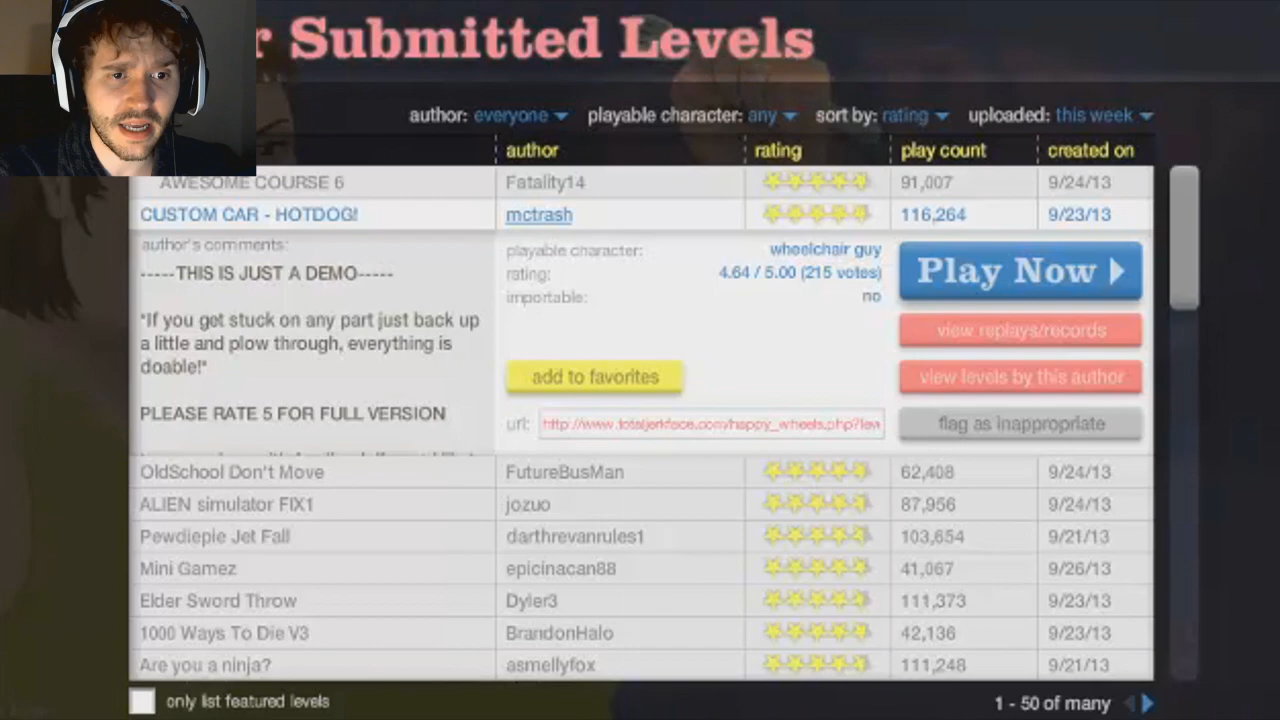 r Submitted Levels
author: everyone playable character: any sort by: rating uploaded: this week
author rating play count created on
AWESOME COURSE 6 Fatality14 91,007 9/24/13
CUSTOM CAR - HOTDOG! mctrash 116,264 9/23/13
author's comments:
-----THIS IS JUST A DEMO-----
*If you get stuck on any part just back up
a little and plow through, everything is
doable!*
PLEASE RATE 5 FOR FULL VERSION
playable character: wheelchair guy
rating: 4.64 / 5.00 (215 votes)
importable: no
add to favorites
url: http://www.totaljerkface.com/happy_wheels.php?lev
Play Now
view replays/records
view levels by this author
flag as inappropriate
OldSchool Don't Move FutureBusMan 62,408 9/24/13
ALIEN simulator FIX1 jozuo 87,956 9/24/13
Pewdiepie Jet Fall darthrevanrules1 103,654 9/21/13
Mini Gamez epicinacan88 41,067 9/26/13
Elder Sword Throw Dyler3 111,373 9/23/13
1000 Ways To Die V3 BrandonHalo 42,136 9/23/13
Are you a ninja? asmellyfox 111,248 9/21/13
only list featured levels 1 - 50 of many